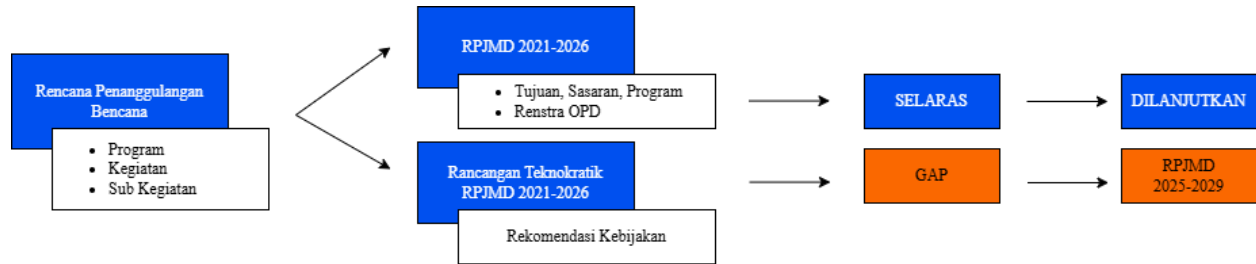 Rencana Penanggulangan
Bencana
• Program
• Kegiatan
• Sub Kegiatan
RPJMD 2021-2026
• Tujuan, Sasaran, Program
• Renstra OPD
SELARAS
DILANJUTKAN
Rancangan Teknokratik
RPJMD 2021-2026
Rekomendasi Kebijakan
GAP
RPJMD
2025-2029